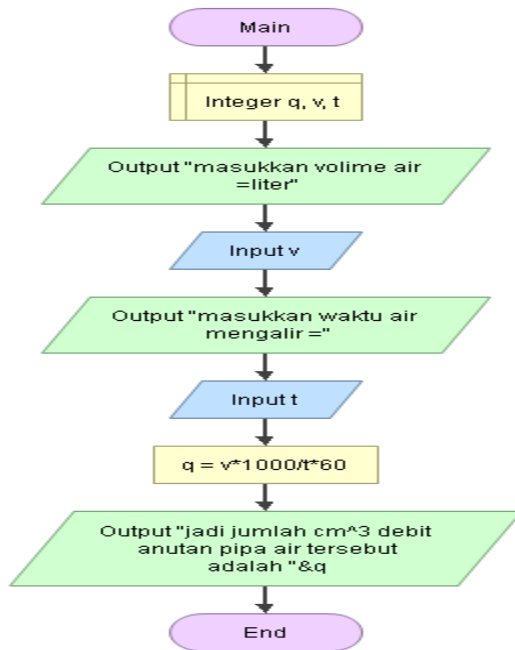 Main
Integer q, v, t
Output "masukkan volime air
=liter"
Input v
Output "masukkan waktu air
mengalir ="
Input t
q = v*1000/t*60
Output "jadi jumlah cm^3 debit
anutan pipa air tersebut
adalah "&q
End